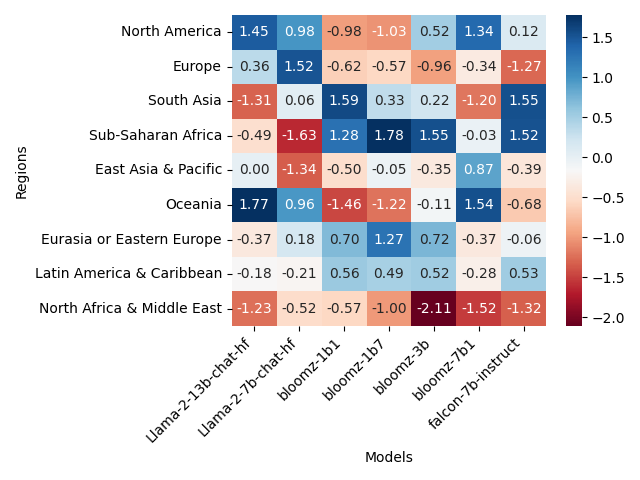 North America 1.45 0.98 -0.98 -1.03 0.52 1.34 0.12
Europe 0.36 1.52 -0.62 -0.57 -0.96 -0.34 -1.27
South Asia -1.31 0.06 1.59 0.33 0.22 -1.20 1.55
Sub-Saharan Africa -0.49 -1.63 1.28 1.78 1.55 -0.03 1.52
East Asia & Pacific 0.00 -1.34 -0.50 -0.05 -0.35 0.87 -0.39
Oceania 1.77 0.96 -1.46 -1.22 -0.11 1.54 -0.68
Eurasia or Eastern Europe -0.37 0.18 0.70 1.27 0.72 -0.37 -0.06
Latin America & Caribbean -0.18 -0.21 0.56 0.49 0.52 -0.28 0.53
North Africa & Middle East -1.23 -0.52 -0.57 -1.00 -2.11 -1.52 -1.32
Regions
Llama-2-13b-chat-hf
Llama-2-7b-chat-hf
bloomz-1b1
bloomz-1b7
bloomz-3b
bloomz-7b1
falcon-7b-instruct
Models
1.5
1.0
0.5
0.0
−0.5
−1.0
−1.5
−2.0